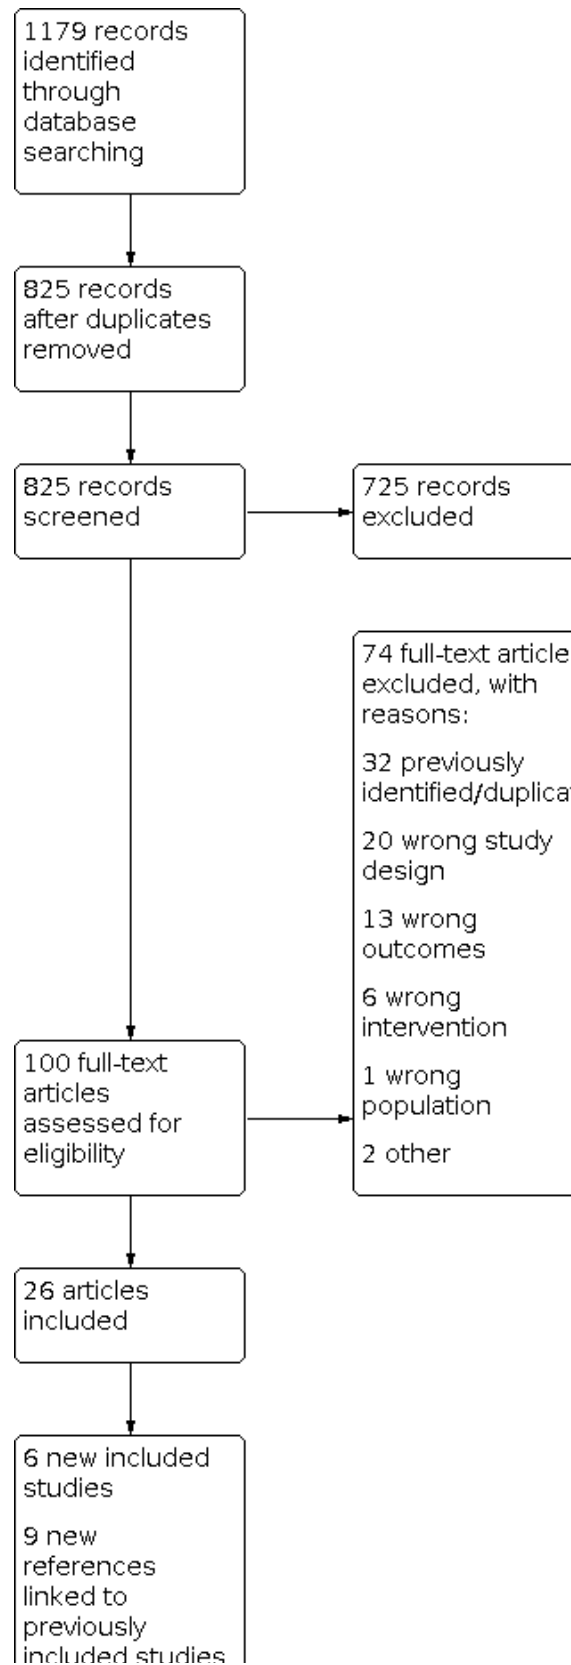 1179 records
identified
through
database
searching
825 records
after duplicates
removed
825 records
screened
725 records
excluded
74 full-text article
excluded, with
reasons:
32 previously
identified/duplica
20 wrong study
design
13 wrong
outcomes
6 wrong
intervention
1 wrong
population
2 other
100 full-text
articles
assessed for
eligibility
26 articles
included
6 new included
studies
9 new
references
linked to
previously
included studies